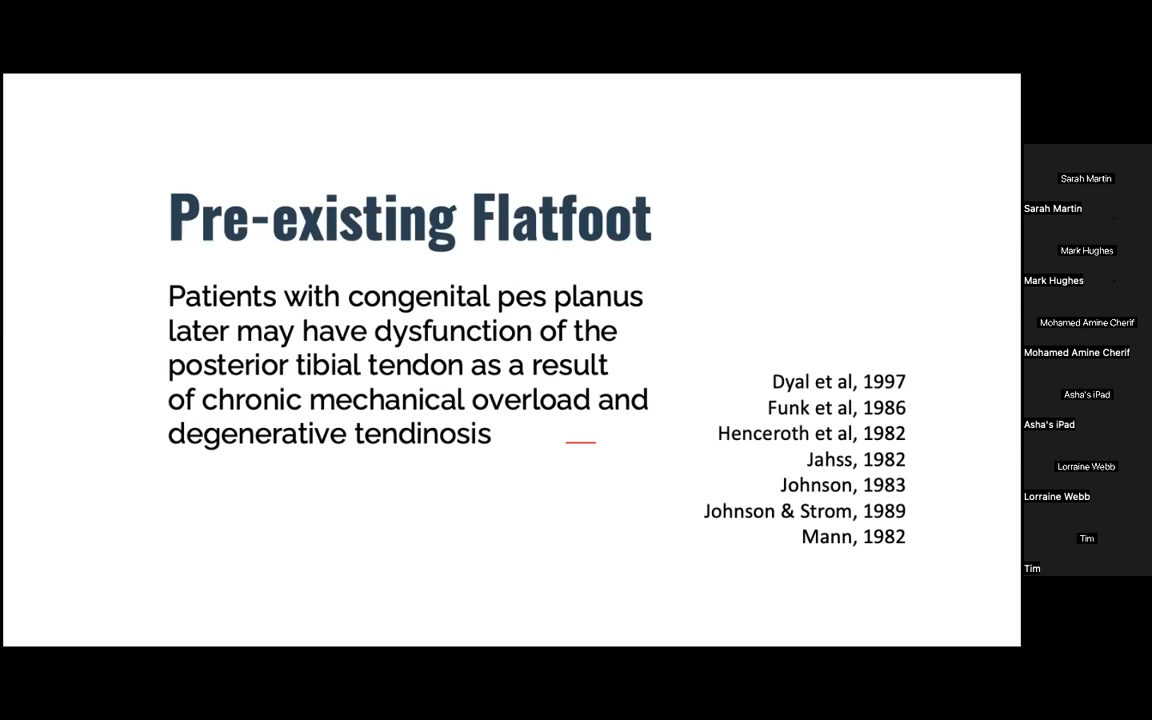 Pre-existing Flatfoot
Patients with congenital pes planus
later may have dysfunction of the
posterior tibial tendon as a result
of chronic mechanical overload and
degenerative tendinosis
Dyal et al, 1997
Funk et al, 1986
Henceroth et al, 1982
Jahss, 1982
Johnson, 1983
Johnson & Strom, 1989
Mann, 1982
Sarah Martin
Sarah Martin
Mark Hughes
Mark Hughes
Mohamed Amine Cherif
Mohamed Amine Cherif
Asha's iPad
Asha's iPad
Lorraine Webb
Lorraine Webb
Tim
Tim